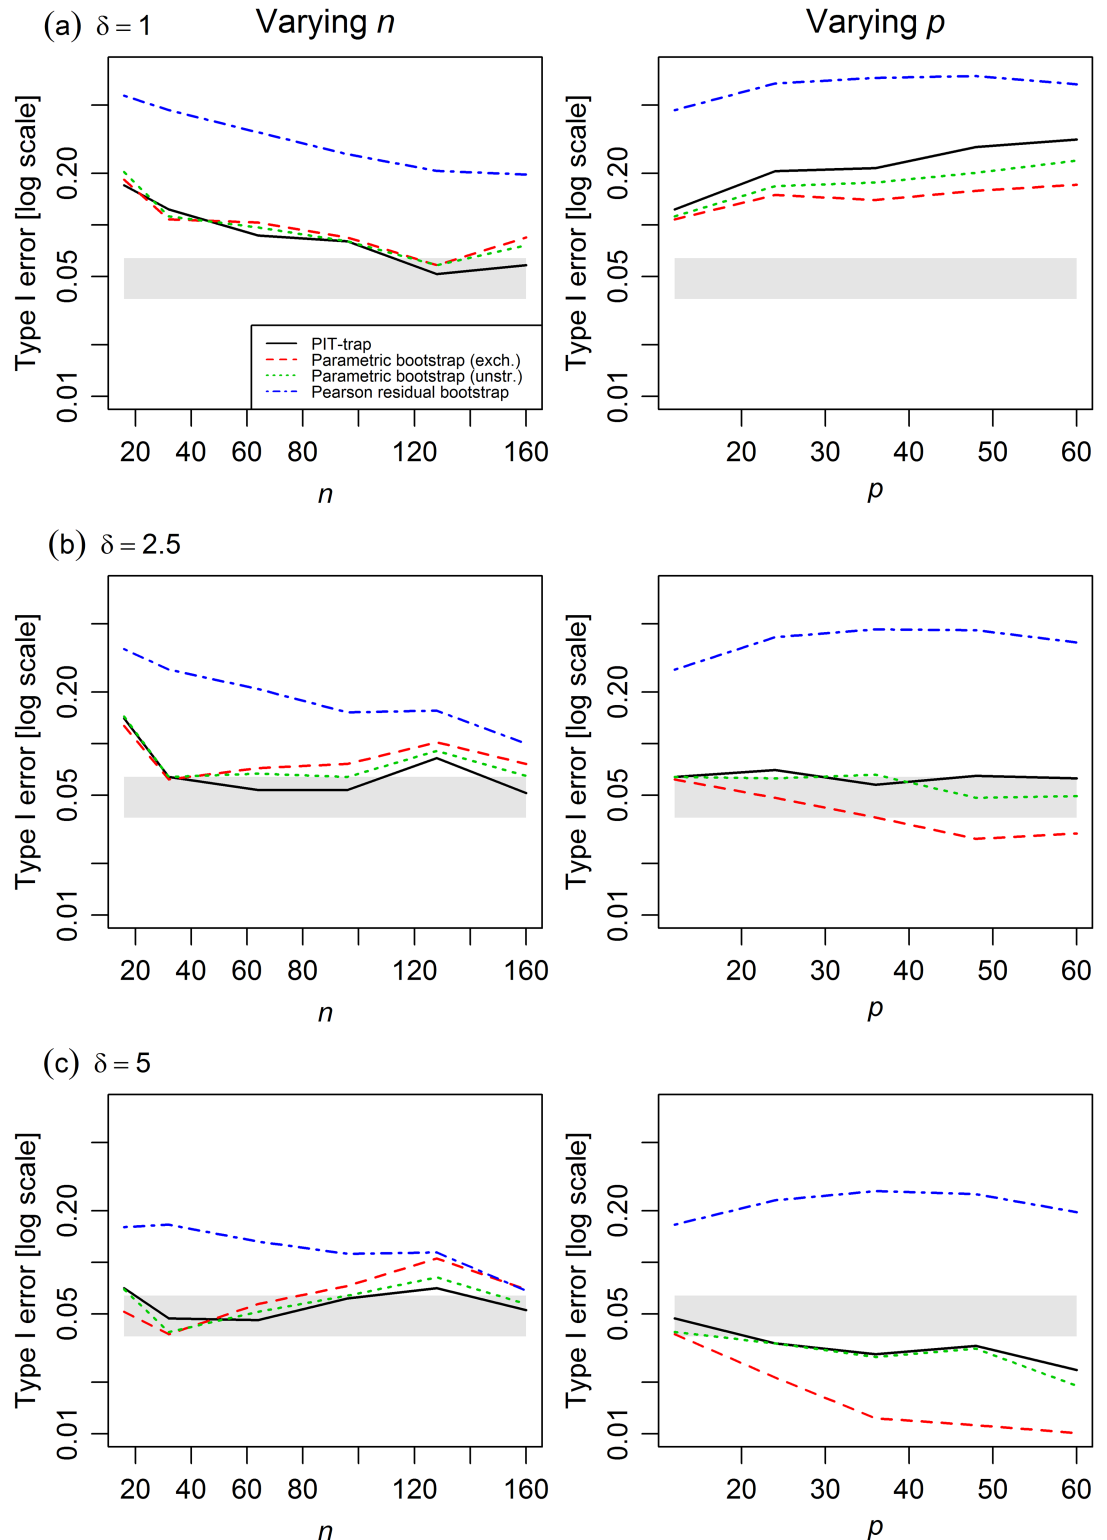 (a) δ = 1
Varying n
Varying p
Type I error [log scale]
0.20
0.05
0.01
PIT-trap
Parametric bootstrap (exch.)
Parametric bootstrap (unstr.)
Pearson residual bootstrap
20 40 60 80 120 160
n
Type I error [log scale]
0.20
0.05
0.01
20 30 40 50 60
p
(b) δ = 2.5
Type I error [log scale]
0.20
0.05
0.01
20 40 60 80 120 160
n
Type I error [log scale]
0.20
0.05
0.01
20 30 40 50 60
p
(c) δ = 5
Type I error [log scale]
0.20
0.05
0.01
20 40 60 80 120 160
n
Type I error [log scale]
0.20
0.05
0.01
20 30 40 50 60
p